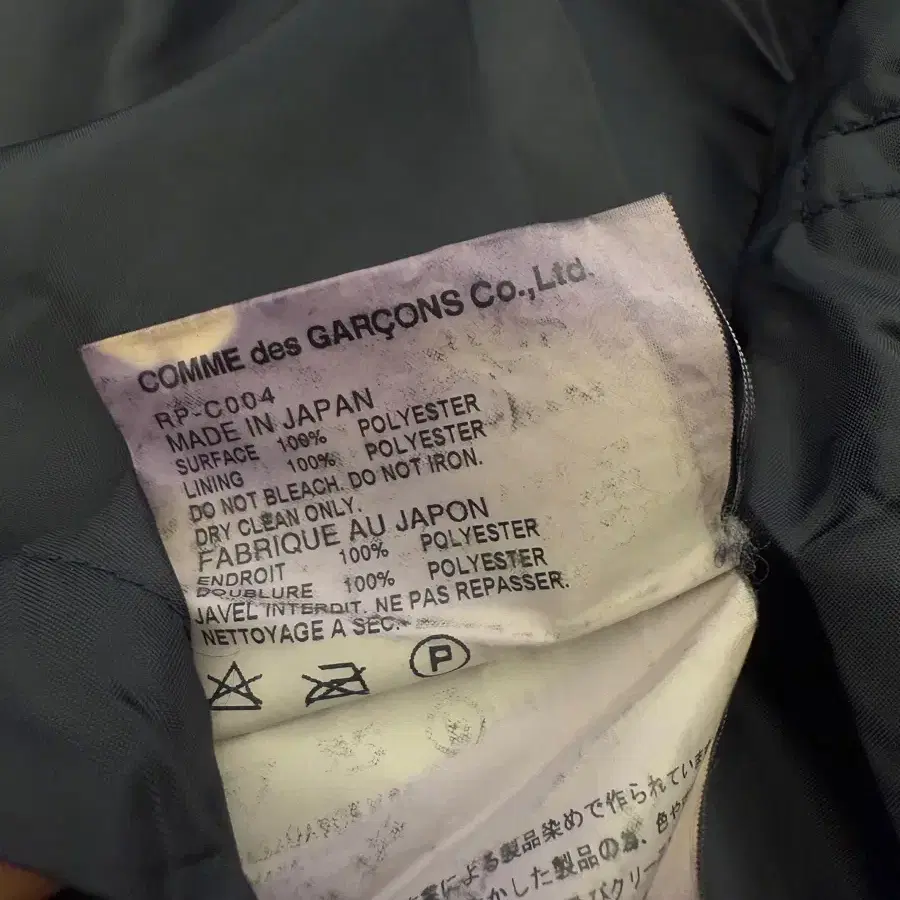 COMME des GARÇONS Co.,Ltd.
RP-C004
MADE IN JAPAN
SURFACE 100% POLYESTER
LINING 100% POLYESTER
DO NOT BLEACH. DO NOT IRON.
DRY CLEAN ONLY.
FABRIQUE AU JAPON
ENDROIT 100% POLYESTER
DOUBLURE 100% POLYESTER
JAVEL INTERDIT. NE PAS REPASSER.
NETTOYAGE A SEC.
P
による製品染めで作られていま
かした製品の為、色や
びクリー